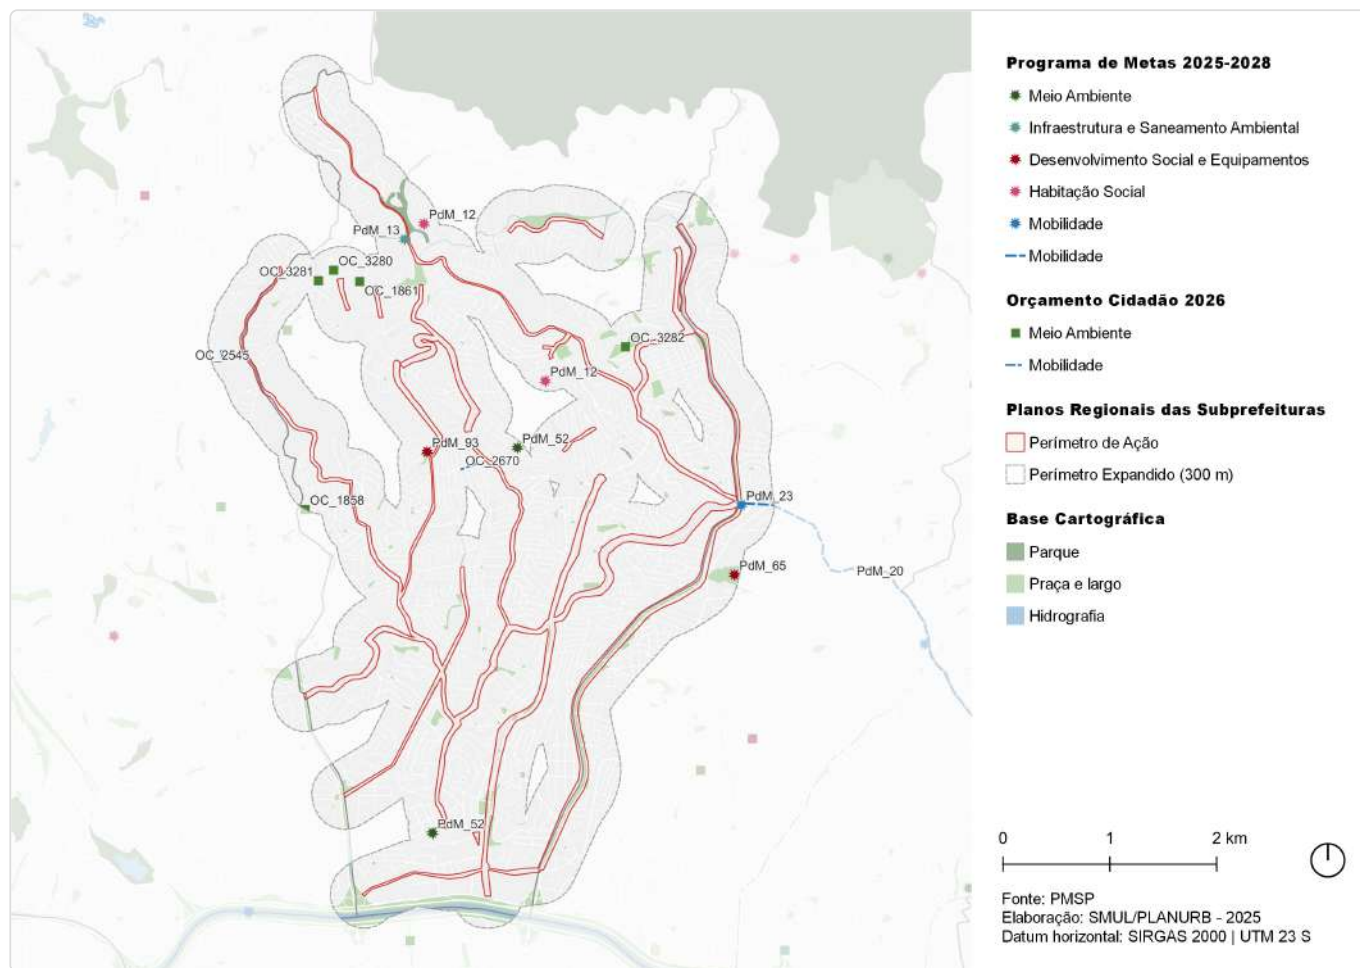 Programa de Metas 2025-2028
Meio Ambiente
Infraestrutura e Saneamento Ambiental
Desenvolvimento Social e Equipamentos
Habitação Social
Mobilidade
Mobilidade
Orçamento Cidadão 2026
Meio Ambiente
Mobilidade
Planos Regionais das Subprefeituras
Perímetro de Ação
Perímetro Expandido (300 m)
Base Cartográfica
Parque
Praça e largo
Hidrografia
PdM_12
PdM_13
OC_3280
OC_3281
OC_1861
OC_3282
OC_2545
PdM_12
PdM_93
PdM_52
OC_2670
OC_1858
PdM_23
PdM_65
PdM_20
PdM_52
0 1 2 km
Fonte: PMSP
Elaboração: SMUL/PLANURB - 2025
Datum horizontal: SIRGAS 2000 | UTM 23 S